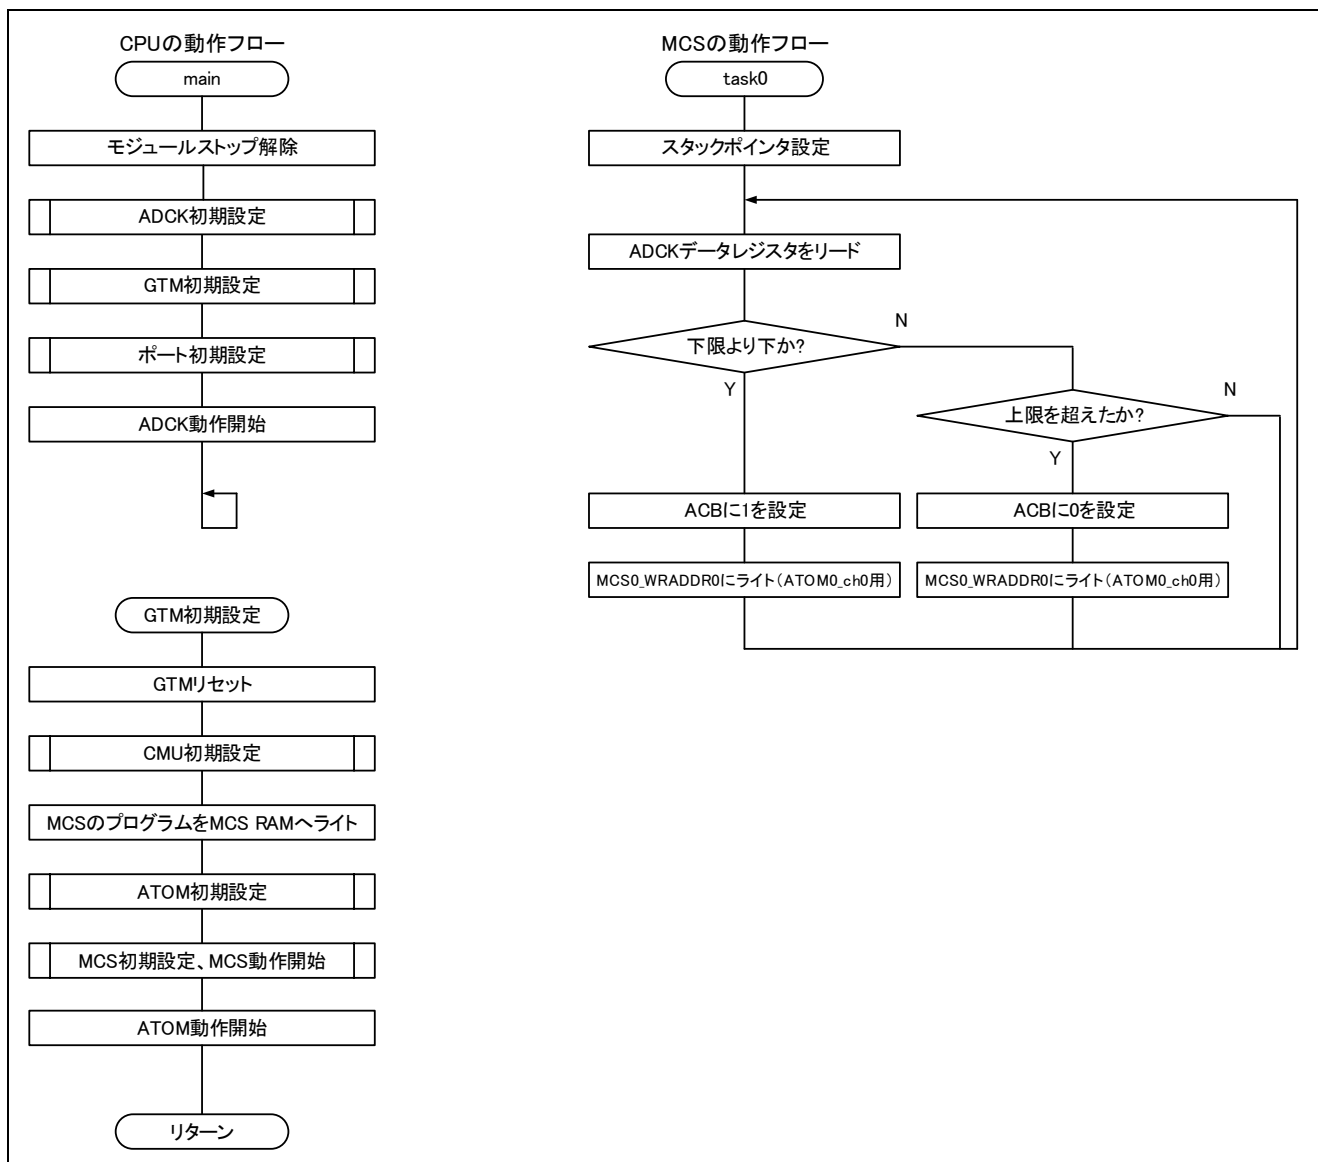 CPUの動作フロー
main
モジュールストップ解除
ADCK初期設定
GTM初期設定
ポート初期設定
ADCK動作開始
GTM初期設定
GTMリセット
CMU初期設定
MCSのプログラムをMCS RAMへライト
ATOM初期設定
MCS初期設定、MCS動作開始
ATOM動作開始
リターン
MCSの動作フロー
task0
スタックポインタ設定
ADCKデータレジスタをリード
下限より下か?
N
Y
上限を超えたか?
N
Y
ACBに1を設定
ACBに0を設定
MCS0_WRADDR0にライト(ATOM0_ch0用)
MCS0_WRADDR0にライト(ATOM0_ch0用)